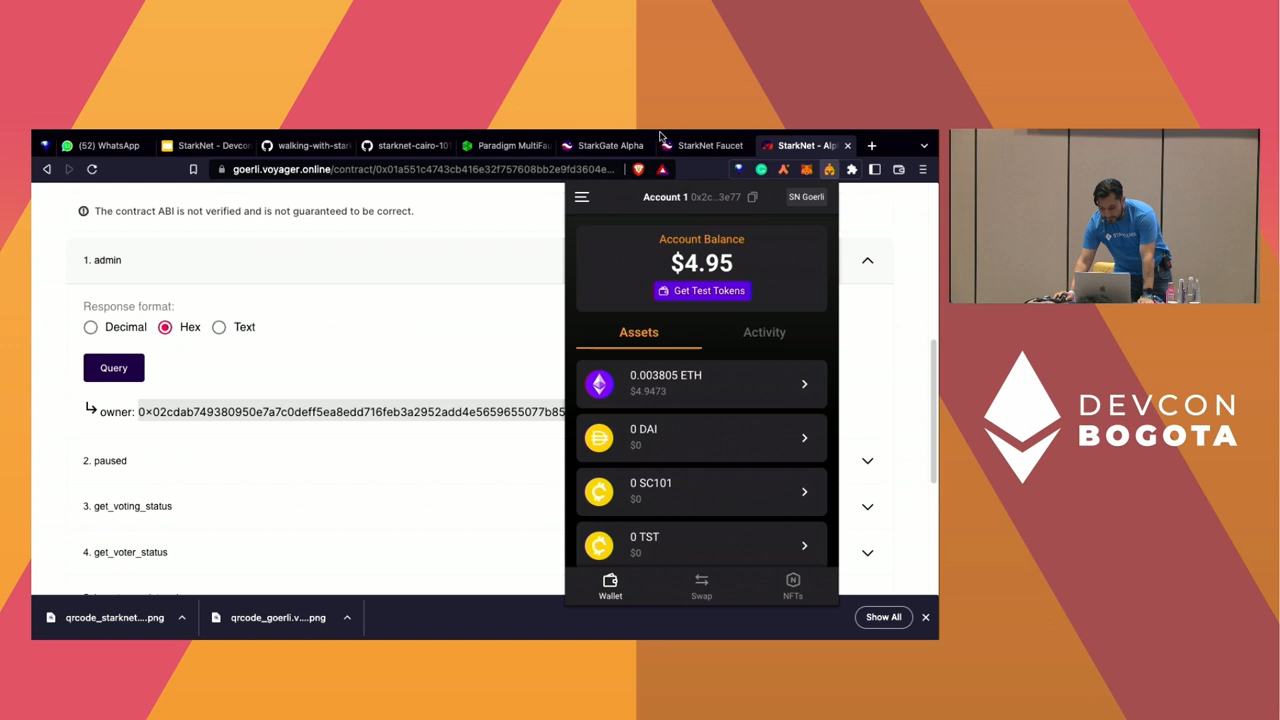 (52) WhatsApp
StarkNet - Devcon
walking-with-star
starknet-cairo-101
Paradigm MultiFau
StarkGate Alpha
StarkNet Faucet
StarkNet - Alp
goerli.voyager.online/contract/0x01a551c4743cb416e32f757608bb2e9fd3604e...
The contract ABI is not verified and is not guaranteed to be correct.
1. admin
Response format:
Decimal
Hex
Text
Query
owner: 0x02cdab749380950e7a7c0deff5ea8edd716feb3a2952add4e5659655077b85
2. paused
3. get_voting_status
4. get_voter_status
Account 1 0x2c...3e77
SN Goerli
Account Balance
$4.95
Get Test Tokens
Assets
Activity
0.003805 ETH
$4.9473
0 DAI
$0
0 SC101
$0
0 TST
$0
Wallet
Swap
NFTs
qrcode_starknet....png
qrcode_goerli.v....png
Show All
DEVCON
BOGOTA